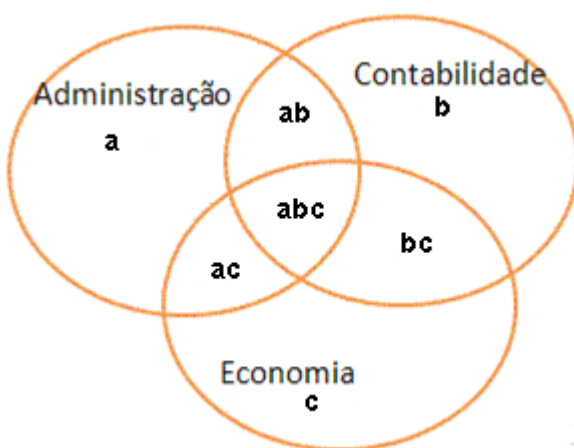 Administração
a
ab
Contabilidade
b
abc
ac
bc
Economia
c